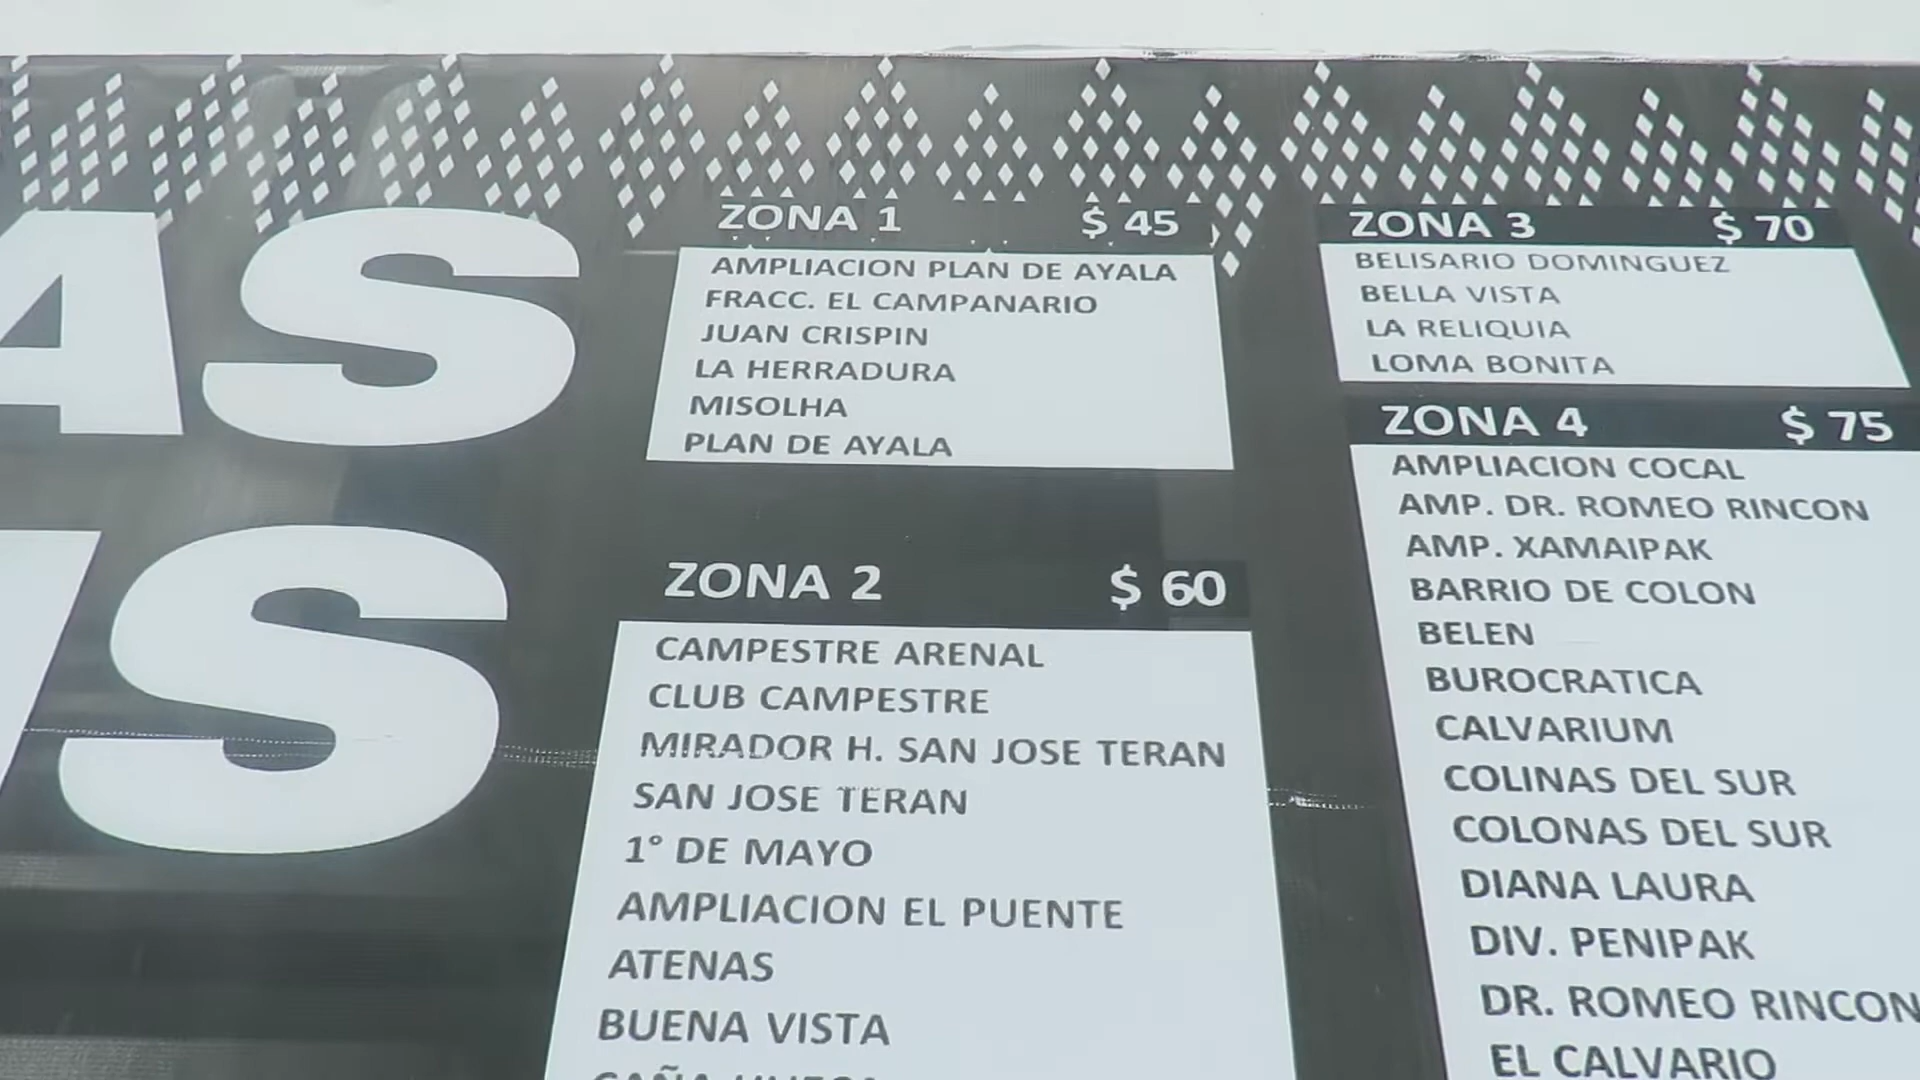 AS
S
ZONA 1 $ 45
AMPLIACION PLAN DE AYALA
FRACC. EL CAMPANARIO
JUAN CRISPIN
LA HERRADURA
MISOLHA
PLAN DE AYALA
ZONA 2 $ 60
CAMPESTRE ARENAL
CLUB CAMPESTRE
MIRADOR H. SAN JOSE TERAN
SAN JOSE TERAN
1° DE MAYO
AMPLIACION EL PUENTE
ATENAS
BUENA VISTA
ZONA 3 $ 70
BELISARIO DOMINGUEZ
BELLA VISTA
LA RELIQUIA
LOMA BONITA
ZONA 4 $ 75
AMPLIACION COCAL
AMP. DR. ROMEO RINCON
AMP. XAMAIPAK
BARRIO DE COLON
BELEN
BUROCRATICA
CALVARIUM
COLINAS DEL SUR
COLONAS DEL SUR
DIANA LAURA
DIV. PENIPAK
DR. ROMEO RINCON
EL CALVARIO